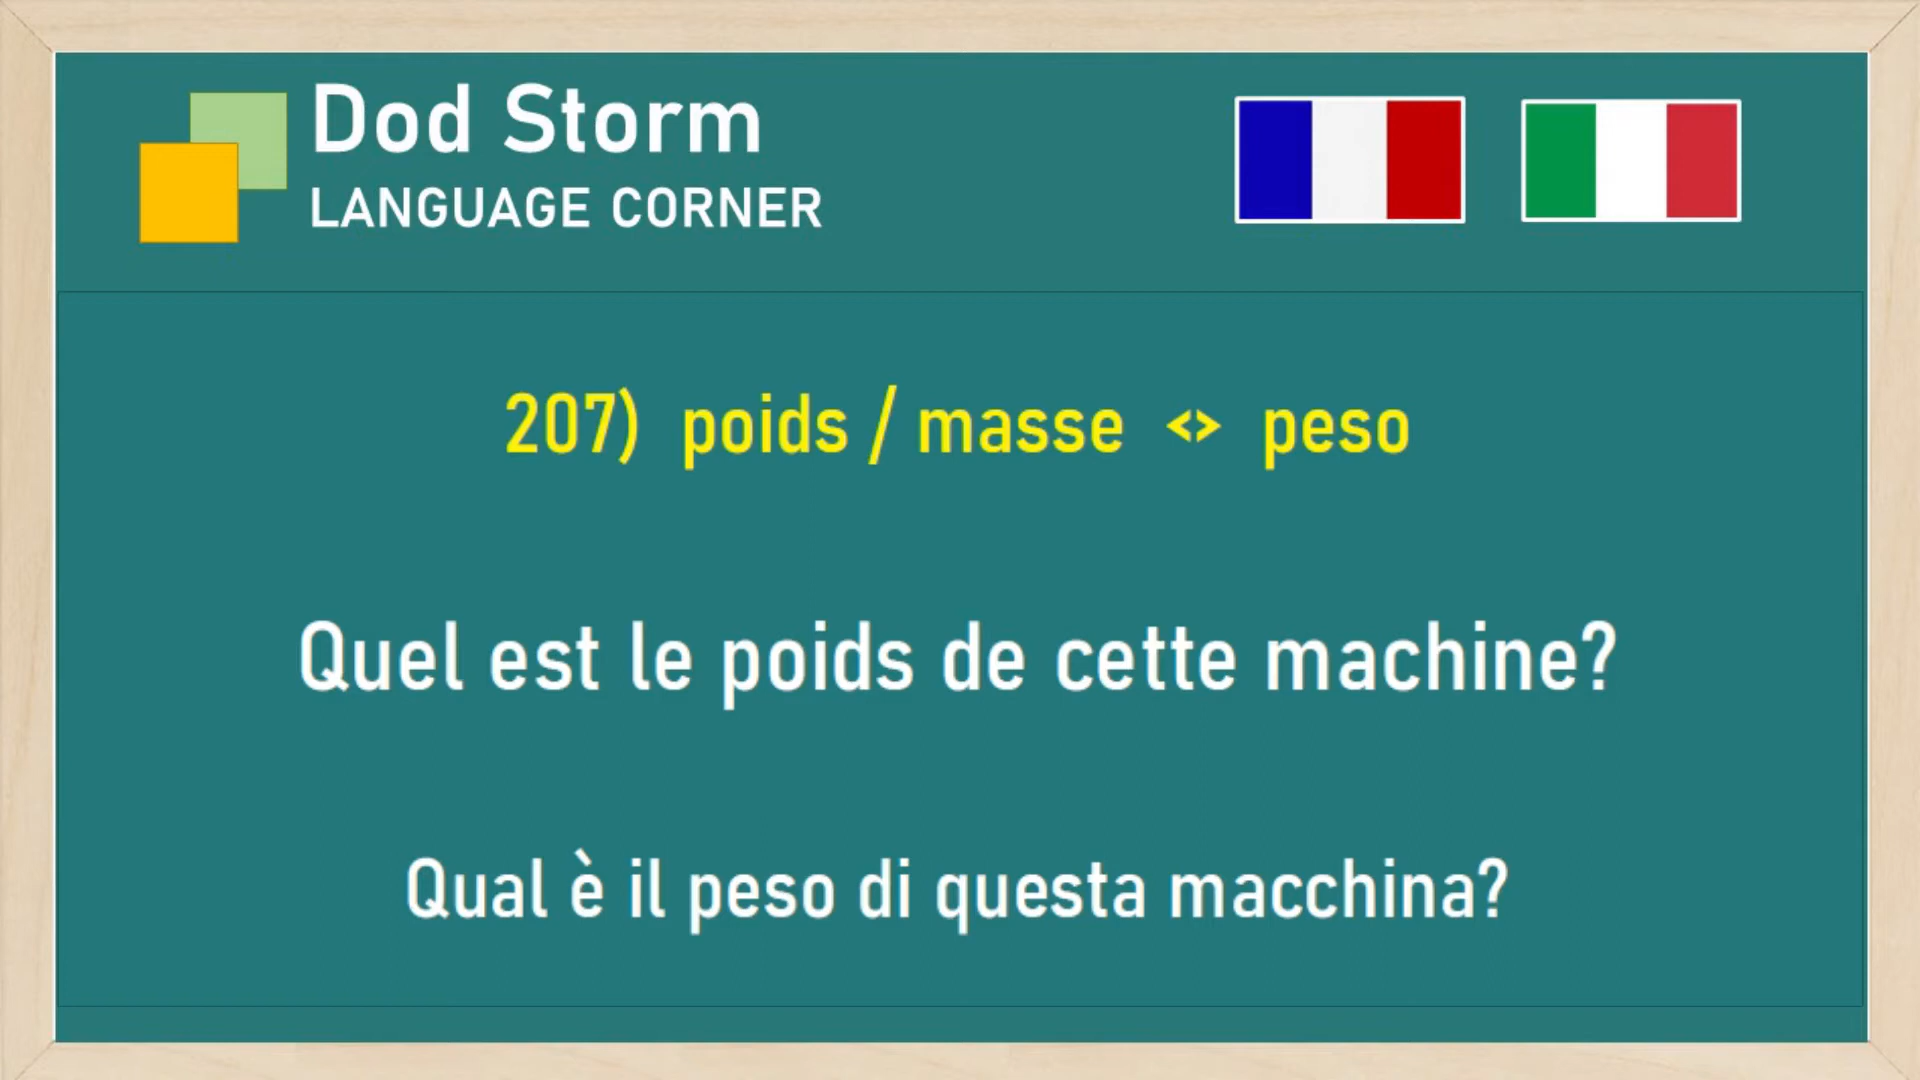 Dod Storm
LANGUAGE CORNER
207) poids / masse <> peso
Quel est le poids de cette machine?
Qual è il peso di questa macchina?